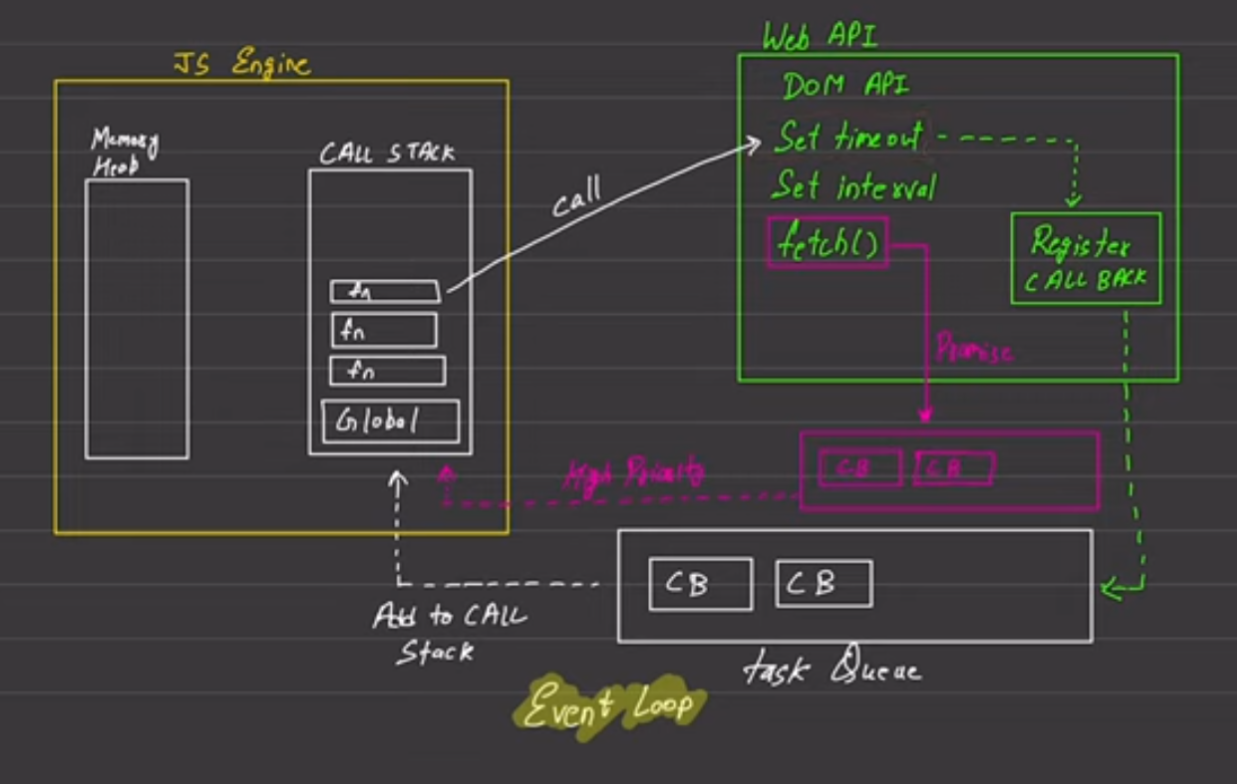 JS Engine
Memory
Heab
CALL STACK
fn
fn
fn
Global
call
Web API
DOM API
Set timeout
Set interval
fetch()
Register
CALL BACK
Promise
CB CB
High Priority
CB CB
Add to CALL
Stack
task Queue
Event Loop